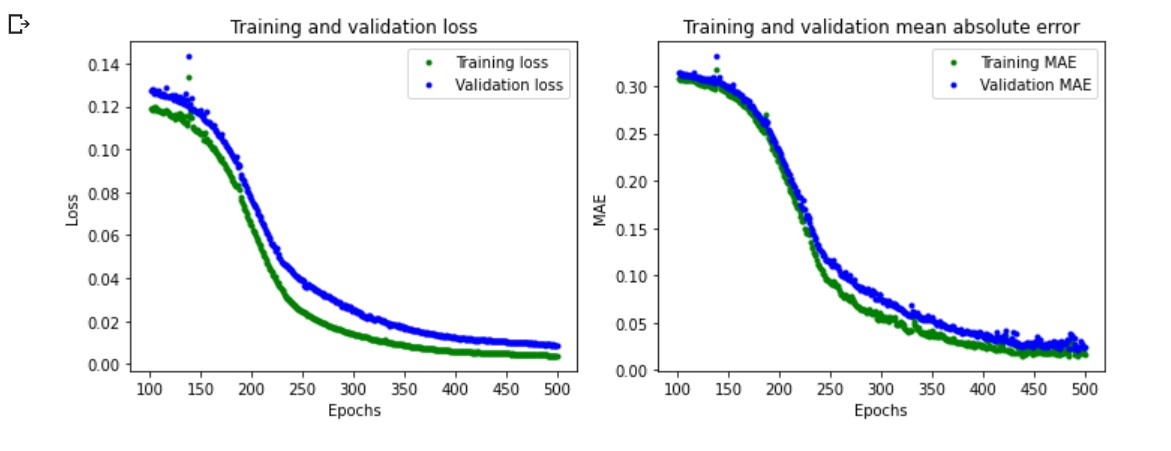 Training and validation loss
Training loss
Validation loss
0.14
0.12
0.10
0.08
0.06
0.04
0.02
0.00
Loss
100 150 200 250 300 350 400 450 500
Epochs
Training and validation mean absolute error
Training MAE
Validation MAE
0.30
0.25
0.20
0.15
0.10
0.05
0.00
MAE
100 150 200 250 300 350 400 450 500
Epochs